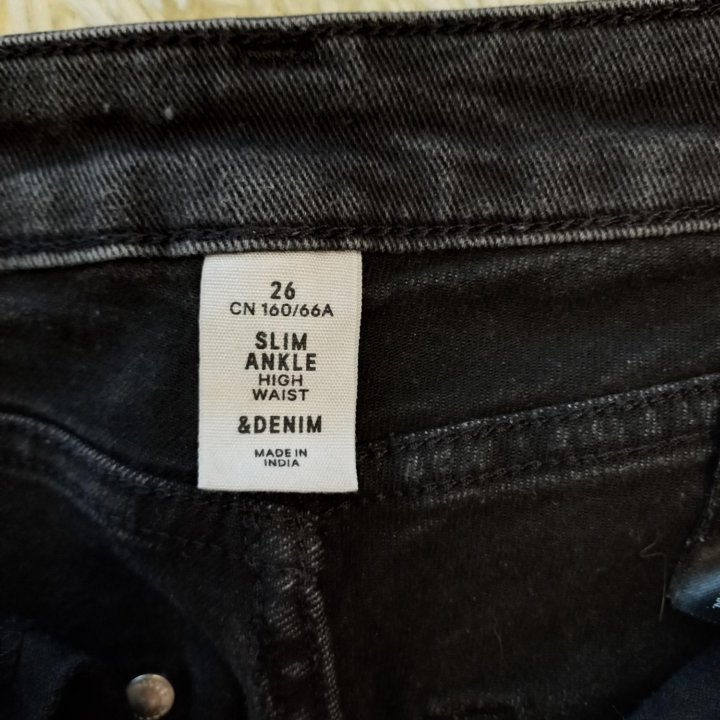 26
CN 160/66A
SLIM
ANKLE
HIGH
WAIST
&DENIM
MADE IN
INDIA